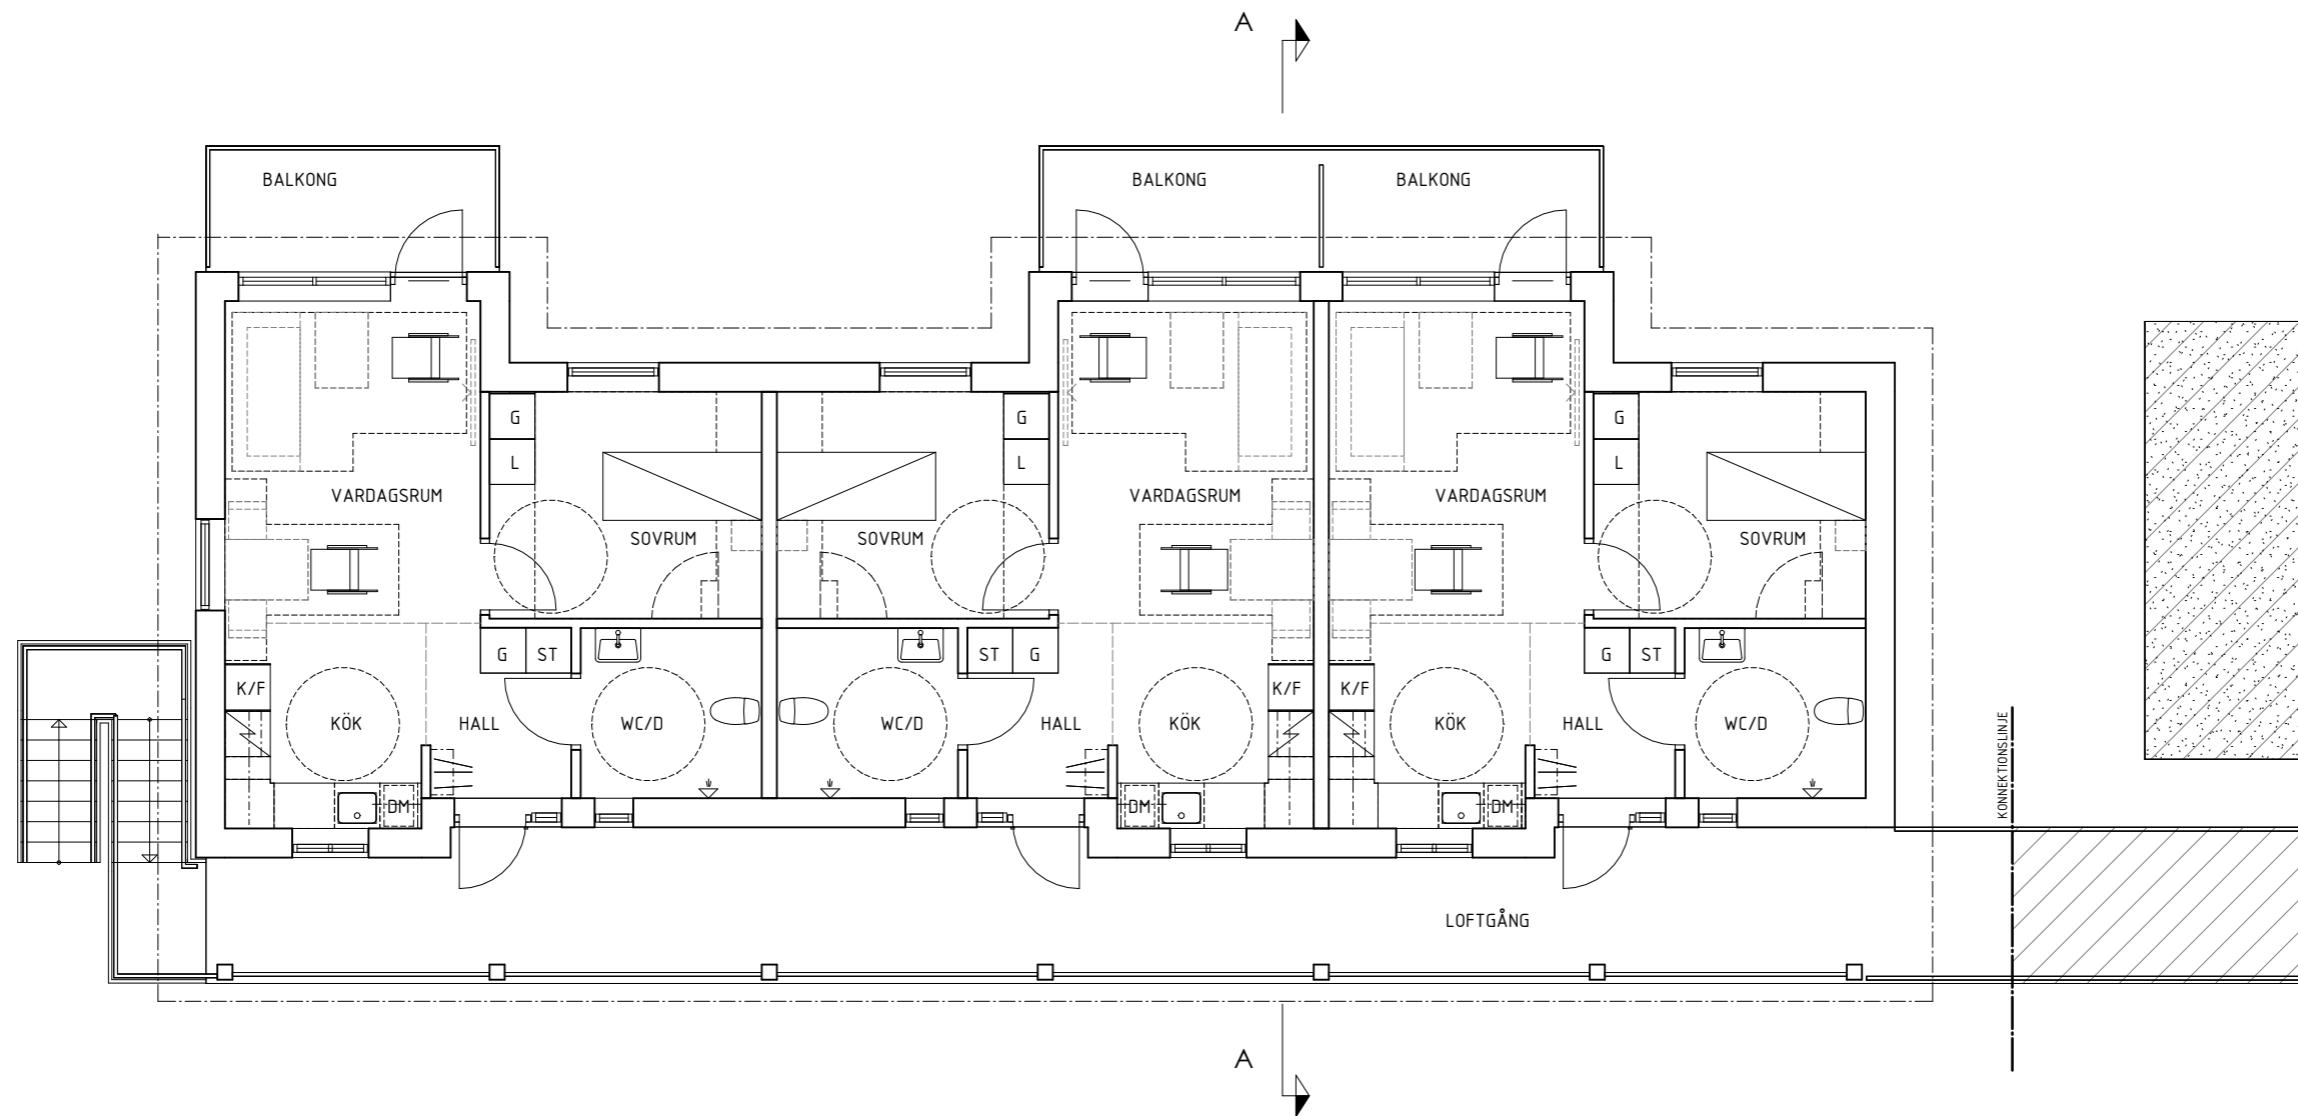 A
BALKONG
BALKONG
BALKONG
G
G
G
L
L
L
VARDAGSRUM
VARDAGSRUM
VARDAGSRUM
SOVRUM
SOVRUM
SOVRUM
G
ST
ST
G
G
ST
K/F
K/F
K/F
KÖK
HALL
WC/D
WC/D
HALL
KÖK
KÖK
HALL
WC/D
KONNEKTIONSLINJE
DM
DM
DM
LOFTGÅNG
A